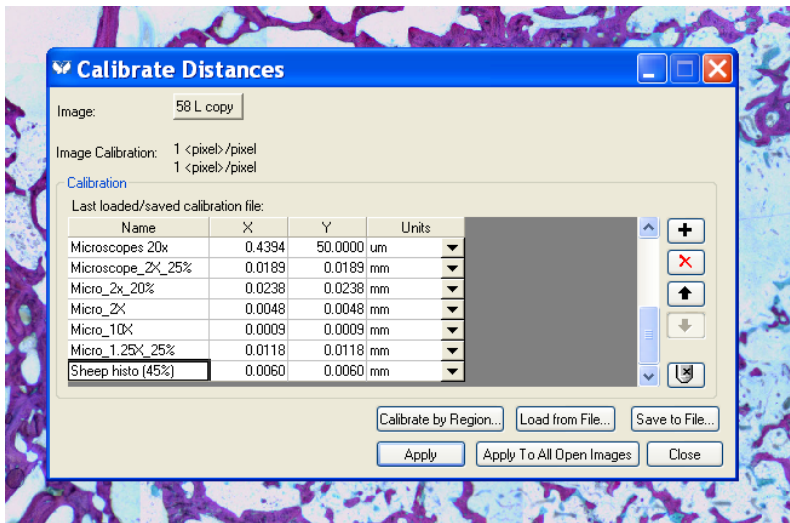 Calibrate Distances
Image: 58 L copy
Image Calibration: 1 <pixel>/pixel
1 <pixel>/pixel
Calibration
Last loaded/saved calibration file:
Name X Y Units
Microscopes 20x 0.4394 50.0000 um
Microscope_2X_25% 0.0189 0.0189 mm
Micro_2x_20% 0.0238 0.0238 mm
Micro_2X 0.0048 0.0048 mm
Micro_10X 0.0009 0.0009 mm
Micro_1.25X_25% 0.0118 0.0118 mm
Sheep histo (45%) 0.0060 0.0060 mm
Calibrate by Region... Load from File... Save to File...
Apply Apply To All Open Images Close